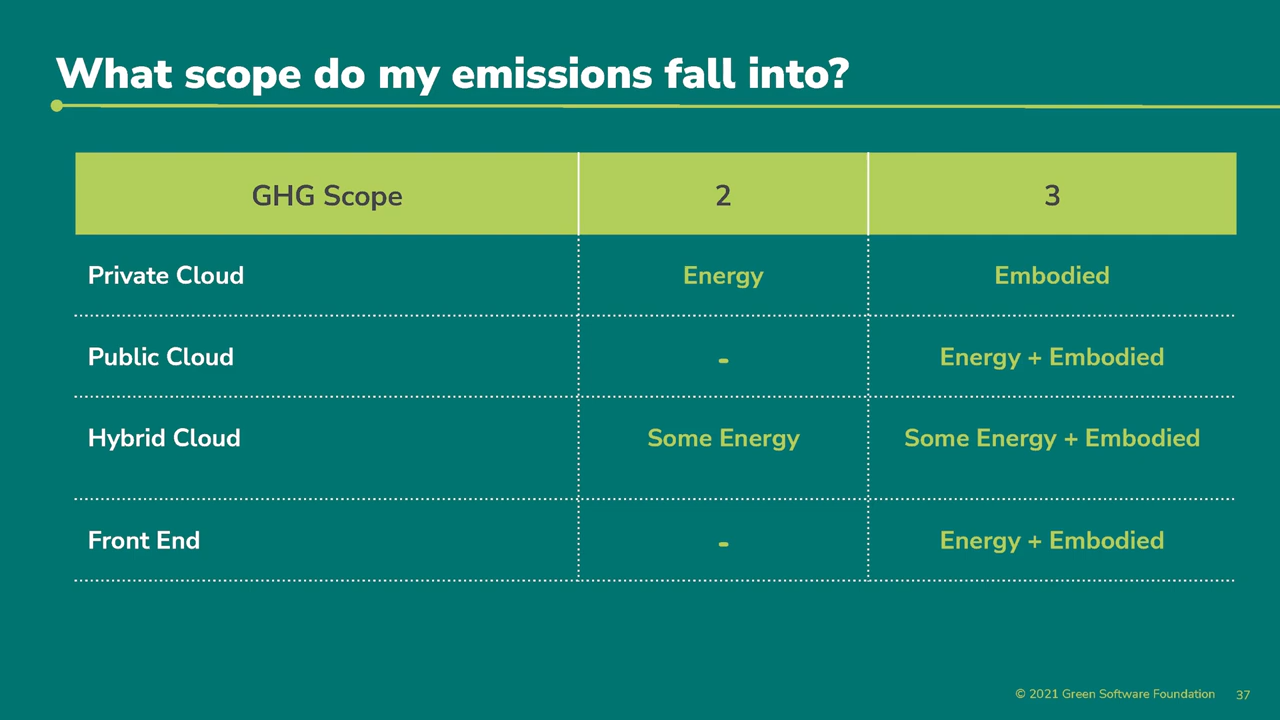 What scope do my emissions fall into?
GHG Scope 2 3
Private Cloud Energy Embodied
Public Cloud - Energy + Embodied
Hybrid Cloud Some Energy Some Energy + Embodied
Front End - Energy + Embodied
© 2021 Green Software Foundation 37